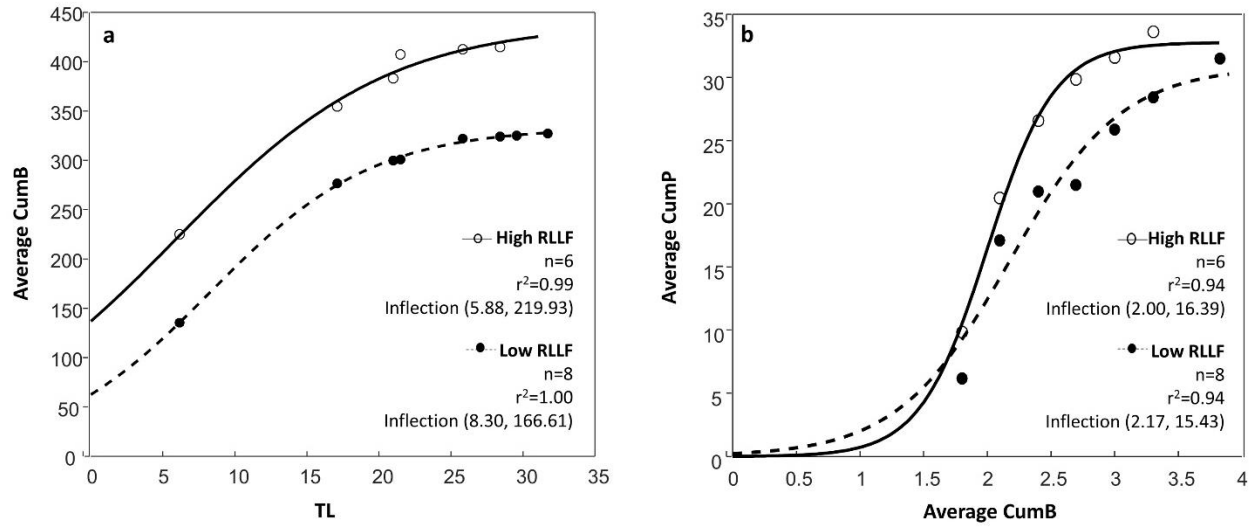 a
Average CumB
450
400
350
300
250
200
150
100
50
0
0 5 10 15 20 25 30 35
TL
High RLLF
n=6
r²=0.99
Inflection (5.88, 219.93)
Low RLLF
n=8
r²=1.00
Inflection (8.30, 166.61)
b
Average CumP
35
30
25
20
15
10
5
0
0 0.5 1 1.5 2 2.5 3 3.5 4
Average CumB
High RLLF
n=6
r²=0.94
Inflection (2.00, 16.39)
Low RLLF
n=8
r²=0.94
Inflection (2.17, 15.43)